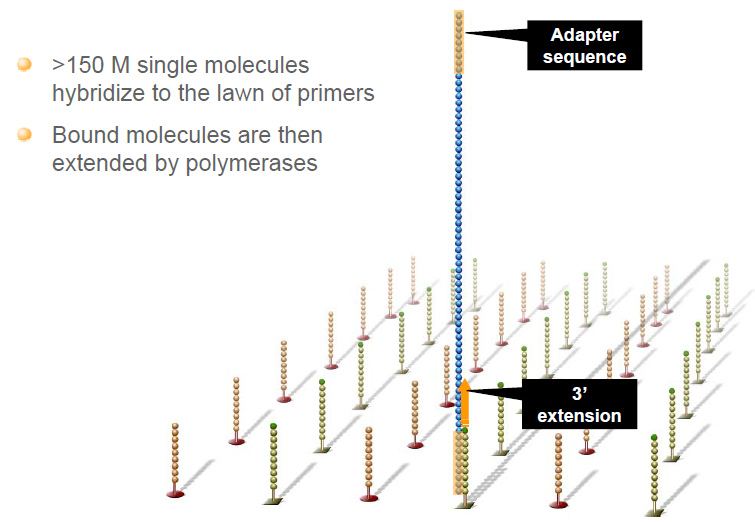 >150 M single molecules
hybridize to the lawn of primers
Bound molecules are then
extended by polymerases
Adapter
sequence
3’
extension